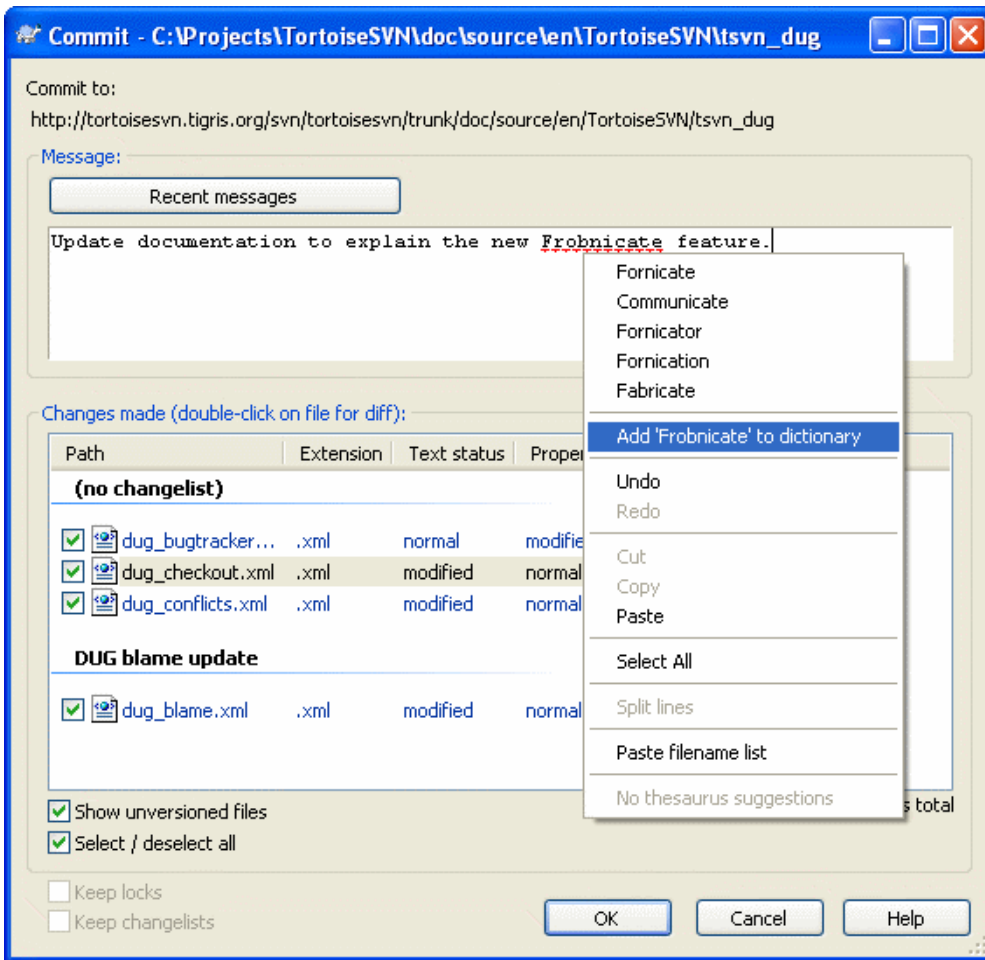 Commit - C:\Projects\TortoiseSVN\doc\source\en\TortoiseSVN\tsvn_dug
Commit to:
http://tortoisesvn.tigris.org/svn/tortoisesvn/trunk/doc/source/en/TortoiseSVN/tsvn_dug
Message:
Recent messages
Update documentation to explain the new Frobnicate feature.
Fornicate
Communicate
Fornicator
Fornication
Fabricate
Add 'Frobnicate' to dictionary
Undo
Redo
Cut
Copy
Paste
Select All
Split lines
Paste filename list
No thesaurus suggestions
Changes made (double-click on file for diff):
Path Extension Text status Proper
(no changelist)
dug_bugtracker... .xml normal modifie
dug_checkout.xml .xml modified normal
dug_conflicts.xml .xml modified normal
DUG blame update
dug_blame.xml .xml modified normal
Show unversioned files
s total
Select / deselect all
Keep locks
Keep changelists
OK Cancel Help